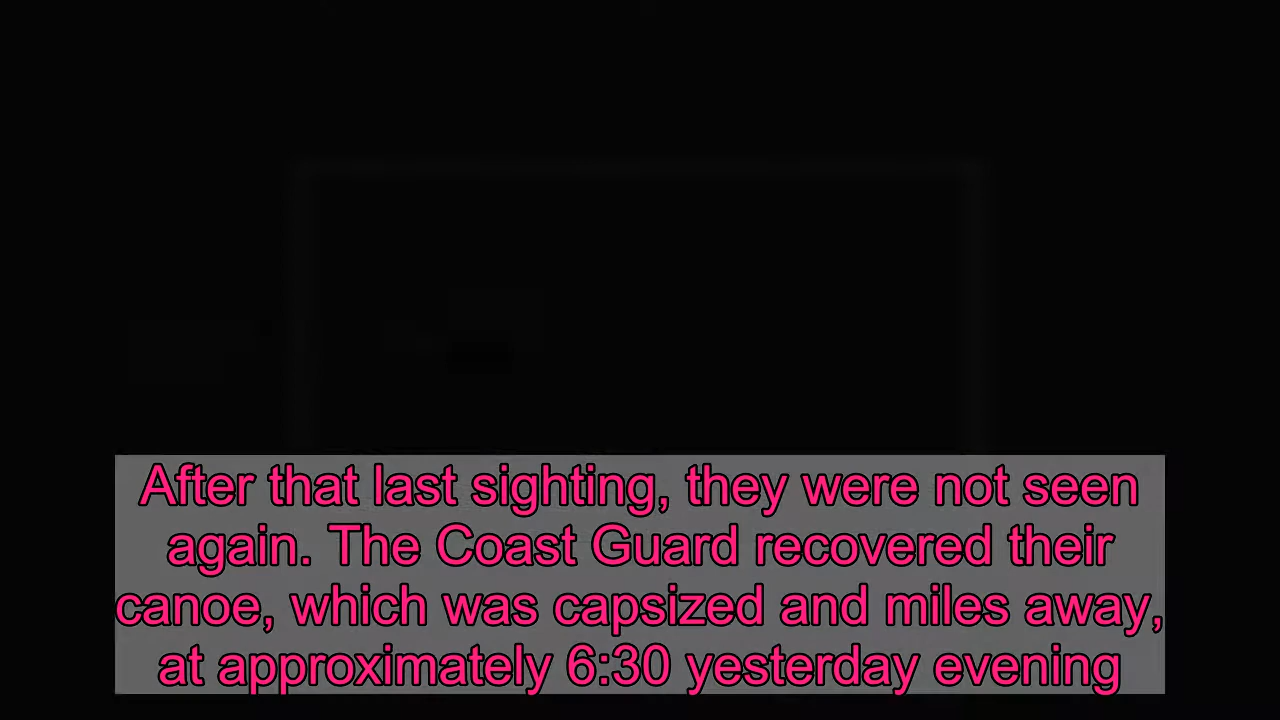 After that last sighting, they were not seen
again. The Coast Guard recovered their
canoe, which was capsized and miles away,
at approximately 6:30 yesterday evening